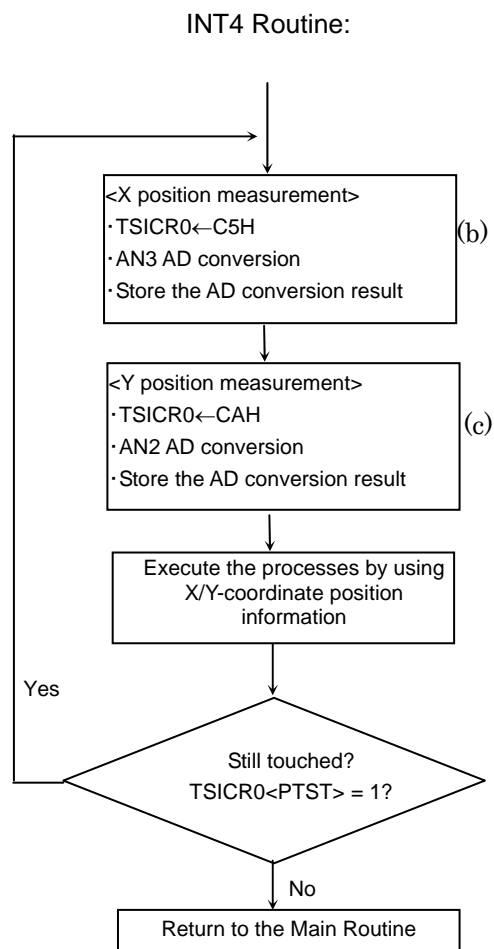 INT4 Routine:
<X position measurement>
・TSICR0←C5H
・AN3 AD conversion
・Store the AD conversion result
(b)
<Y position measurement>
・TSICR0←CAH
・AN2 AD conversion
・Store the AD conversion result
(c)
Execute the processes by using
X/Y-coordinate position
information
Yes
Still touched?
TSICR0<PTST> = 1?
No
Return to the Main Routine